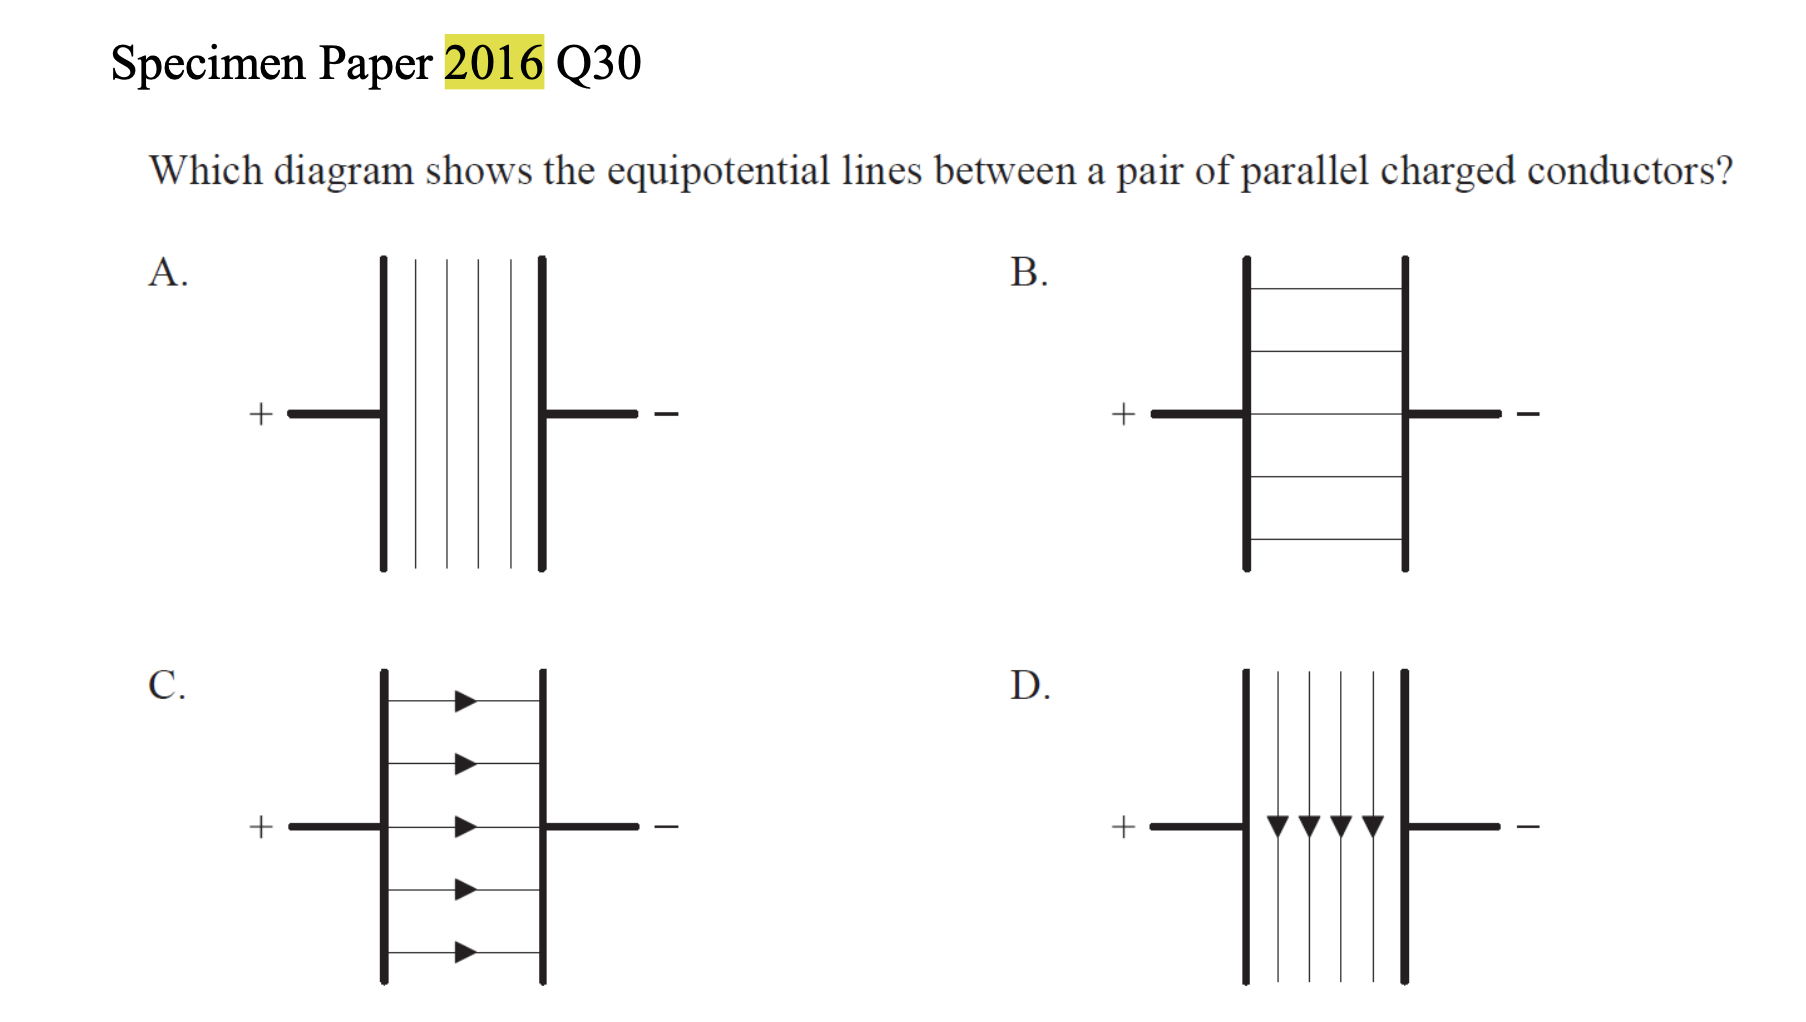 Specimen Paper 2016 Q30
Which diagram shows the equipotential lines between a pair of parallel charged conductors?
A.
B.
+ −
+ −
C.
D.
+ −
+ −